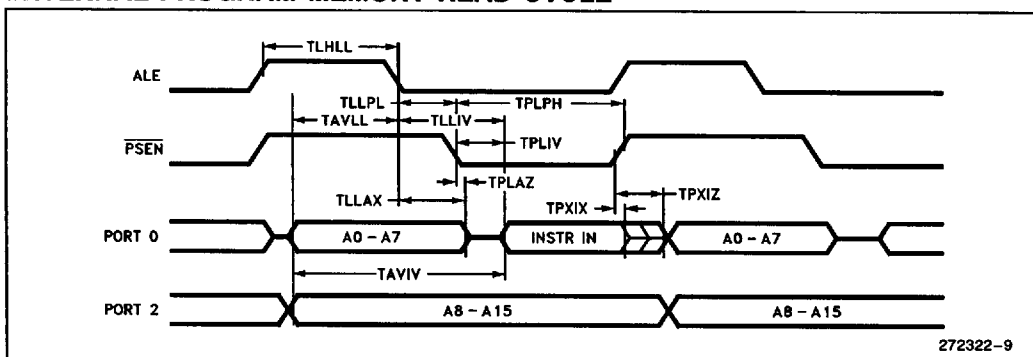 TLHLL
ALE
TLLPL
TPLPH
TAVLL
TLLIV
PSEN
TPLIV
TPLAZ
TLLAX
TPXIZ
TPXIX
PORT 0
A0-A7
INSTR IN
A0-A7
TAVIV
PORT 2
A8-A15
A8-A15
272322-9